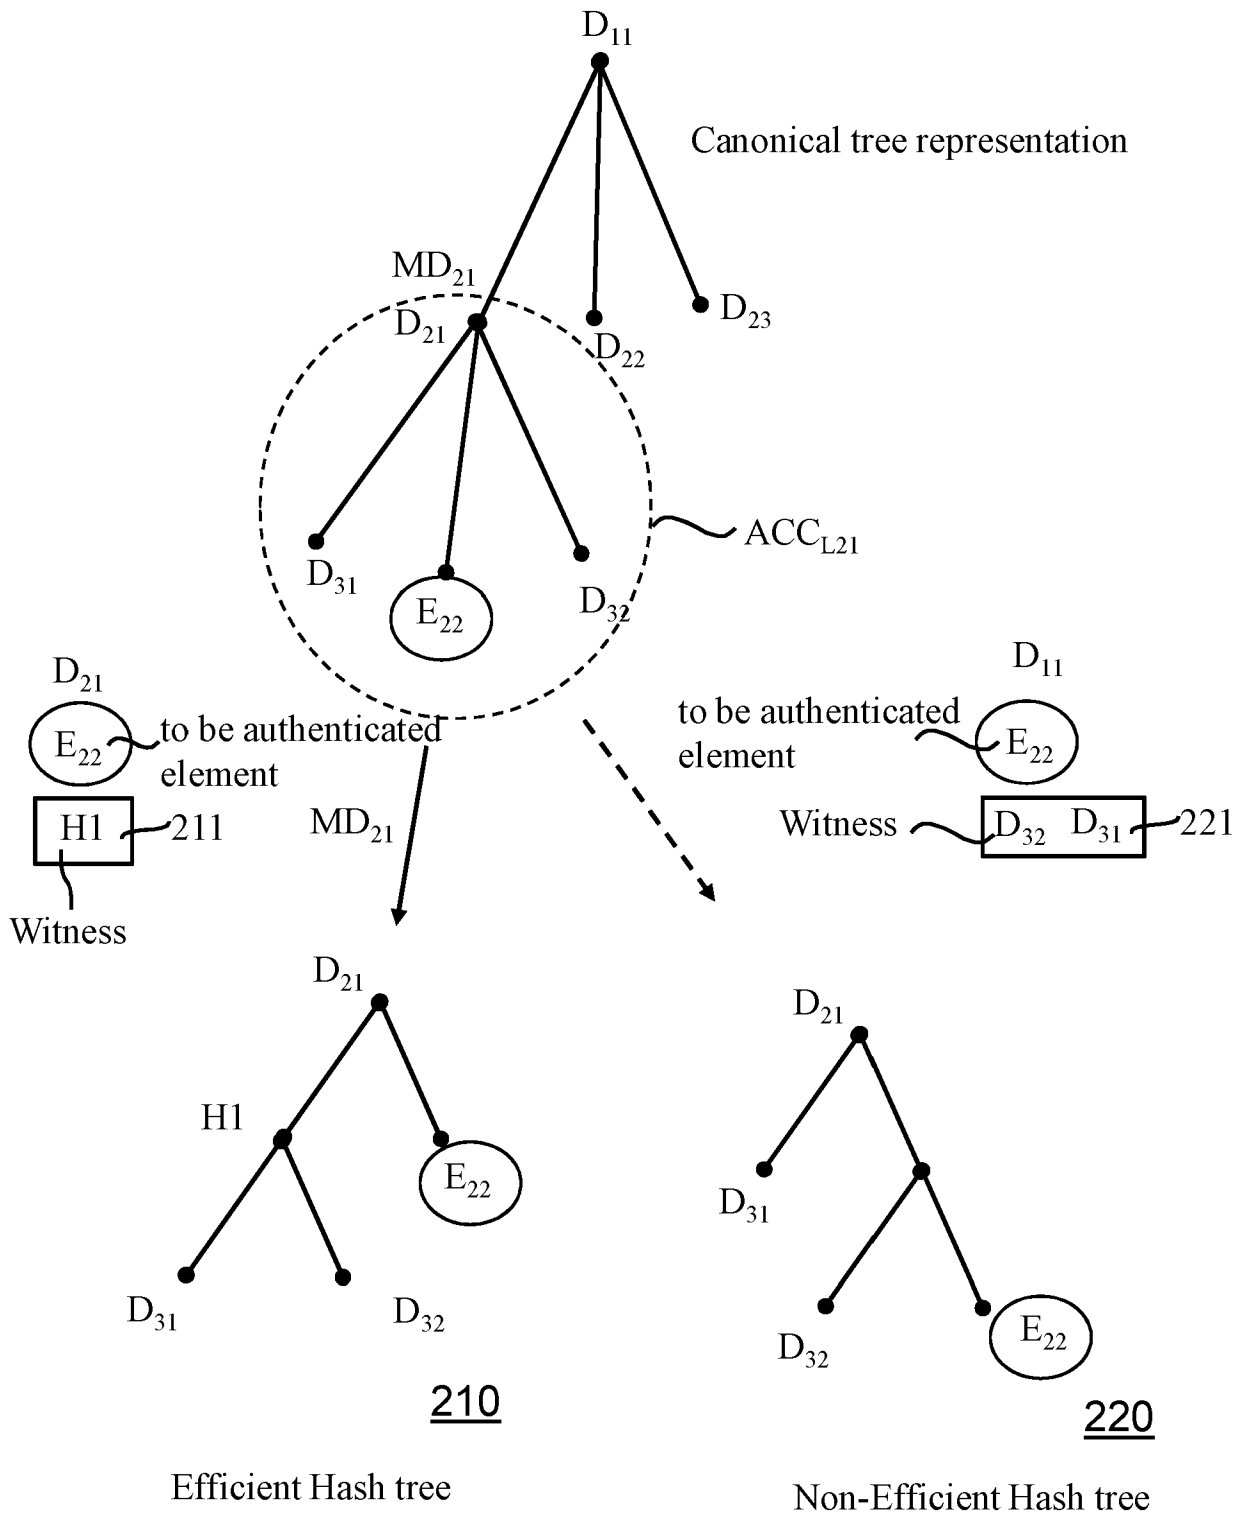 D11
Canonical tree representation
MD21
D21
D22
D23
D31
E22
D32
ACCL21
D21
E22
to be authenticated
element
H1
211
Witness
MD21
D11
to be authenticated
element
E22
Witness
D32
D31
221
D21
H1
E22
D31
D32
210
Efficient Hash tree
D21
D31
D32
E22
220
Non-Efficient Hash tree